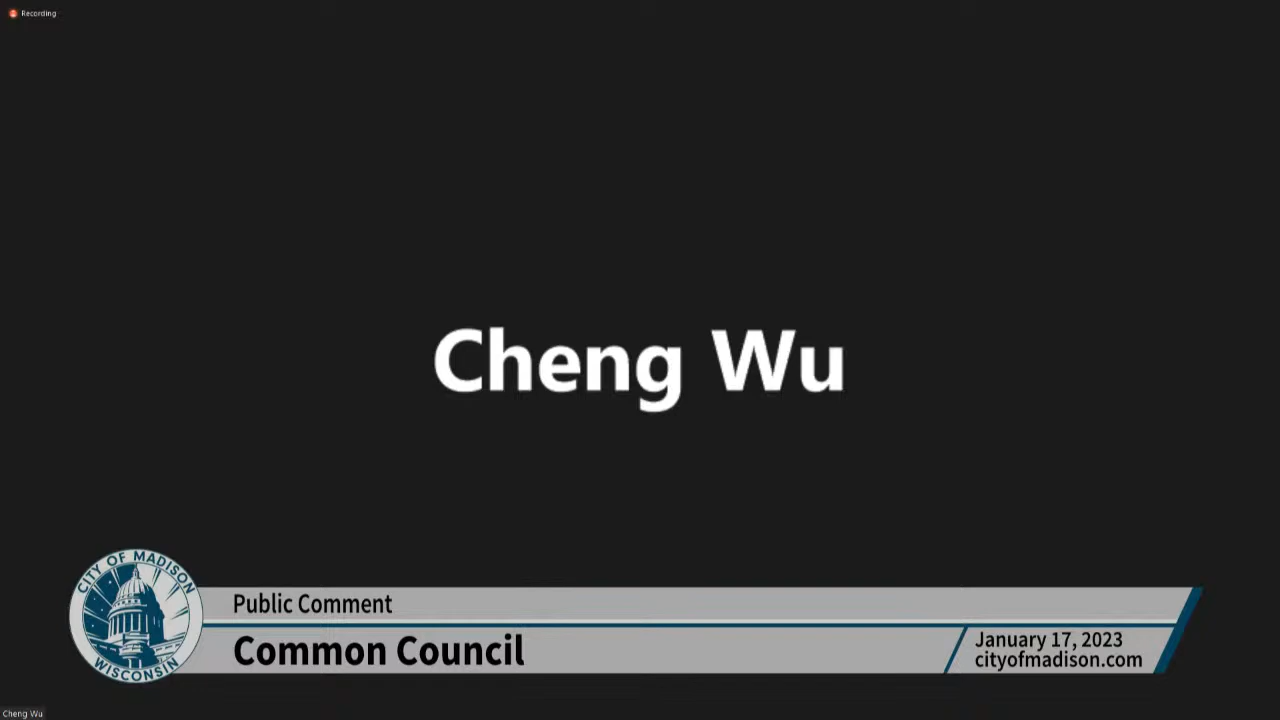 Recording
Cheng Wu
CITY OF MADISON
WISCONSIN
Public Comment
Common Council
January 17, 2023
cityofmadison.com
Cheng Wu